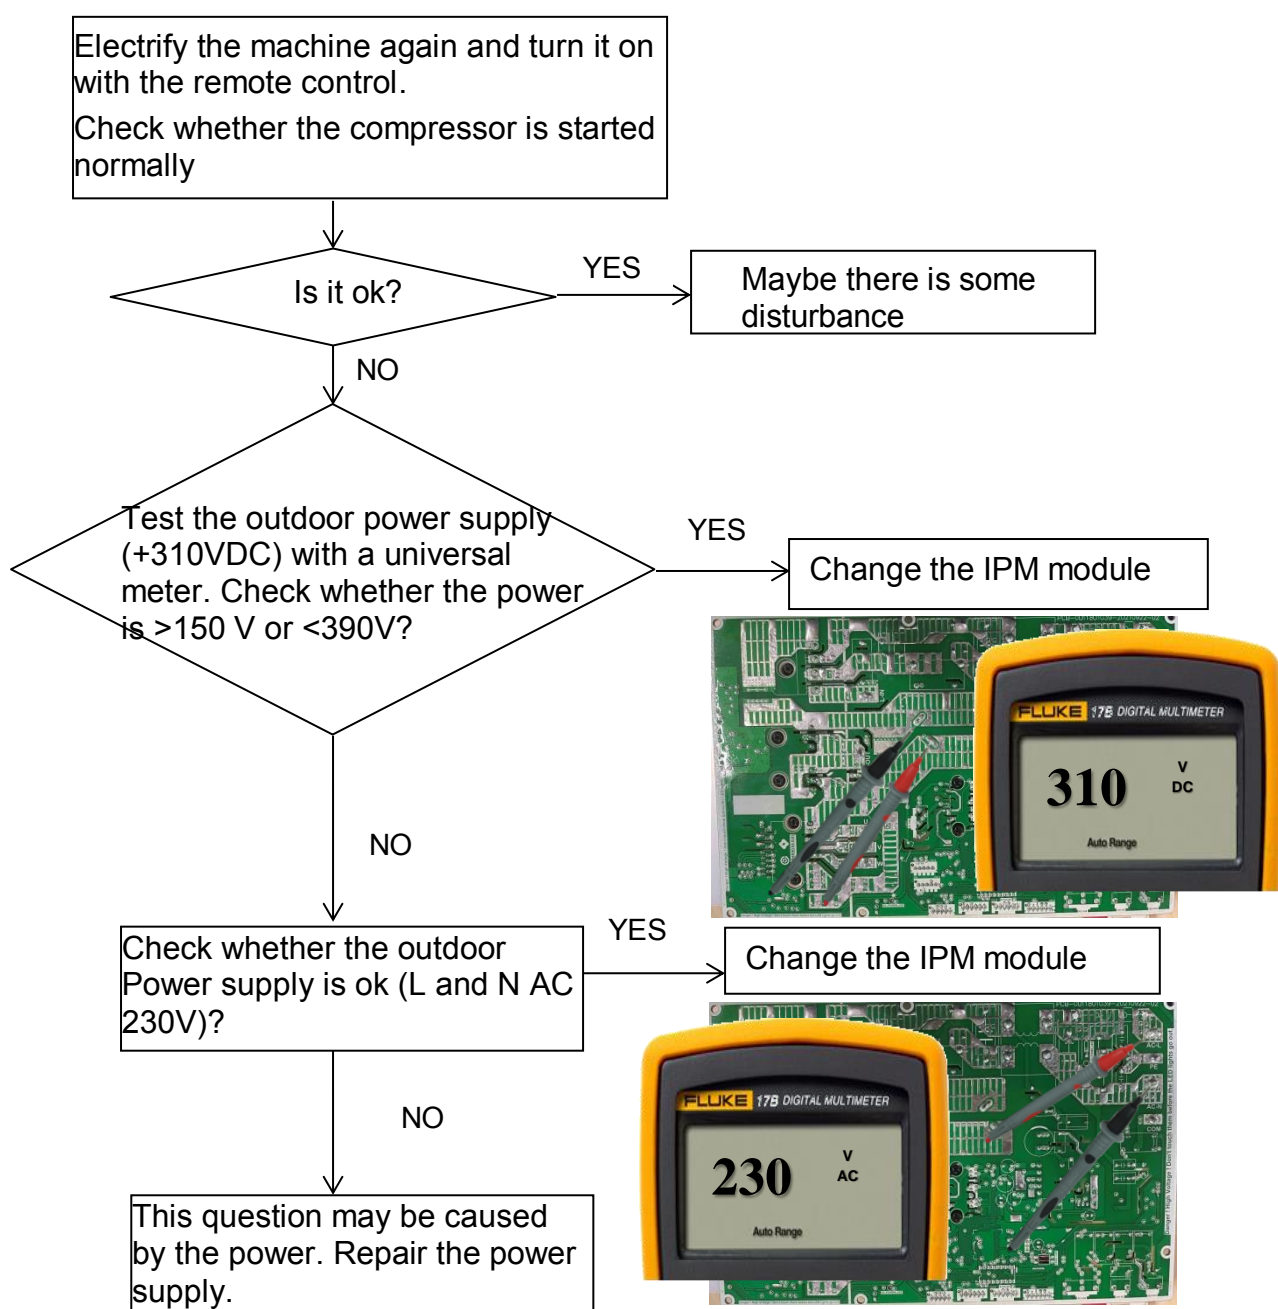 Electrify the machine again and turn it on
with the remote control.
Check whether the compressor is started
normally
Is it ok?
YES
Maybe there is some
disturbance
NO
Test the outdoor power supply
(+310VDC) with a universal
meter. Check whether the power
is >150 V or <390V?
YES
Change the IPM module
FLUKE 17B DIGITAL MULTIMETER
310
V
DC
Auto Range
NO
Check whether the outdoor
Power supply is ok (L and N AC
230V)?
YES
Change the IPM module
AC-L
PE
AC-N
COM
FLUKE 17B DIGITAL MULTIMETER
230
V
AC
Auto Range
NO
This question may be caused
by the power. Repair the power
supply.